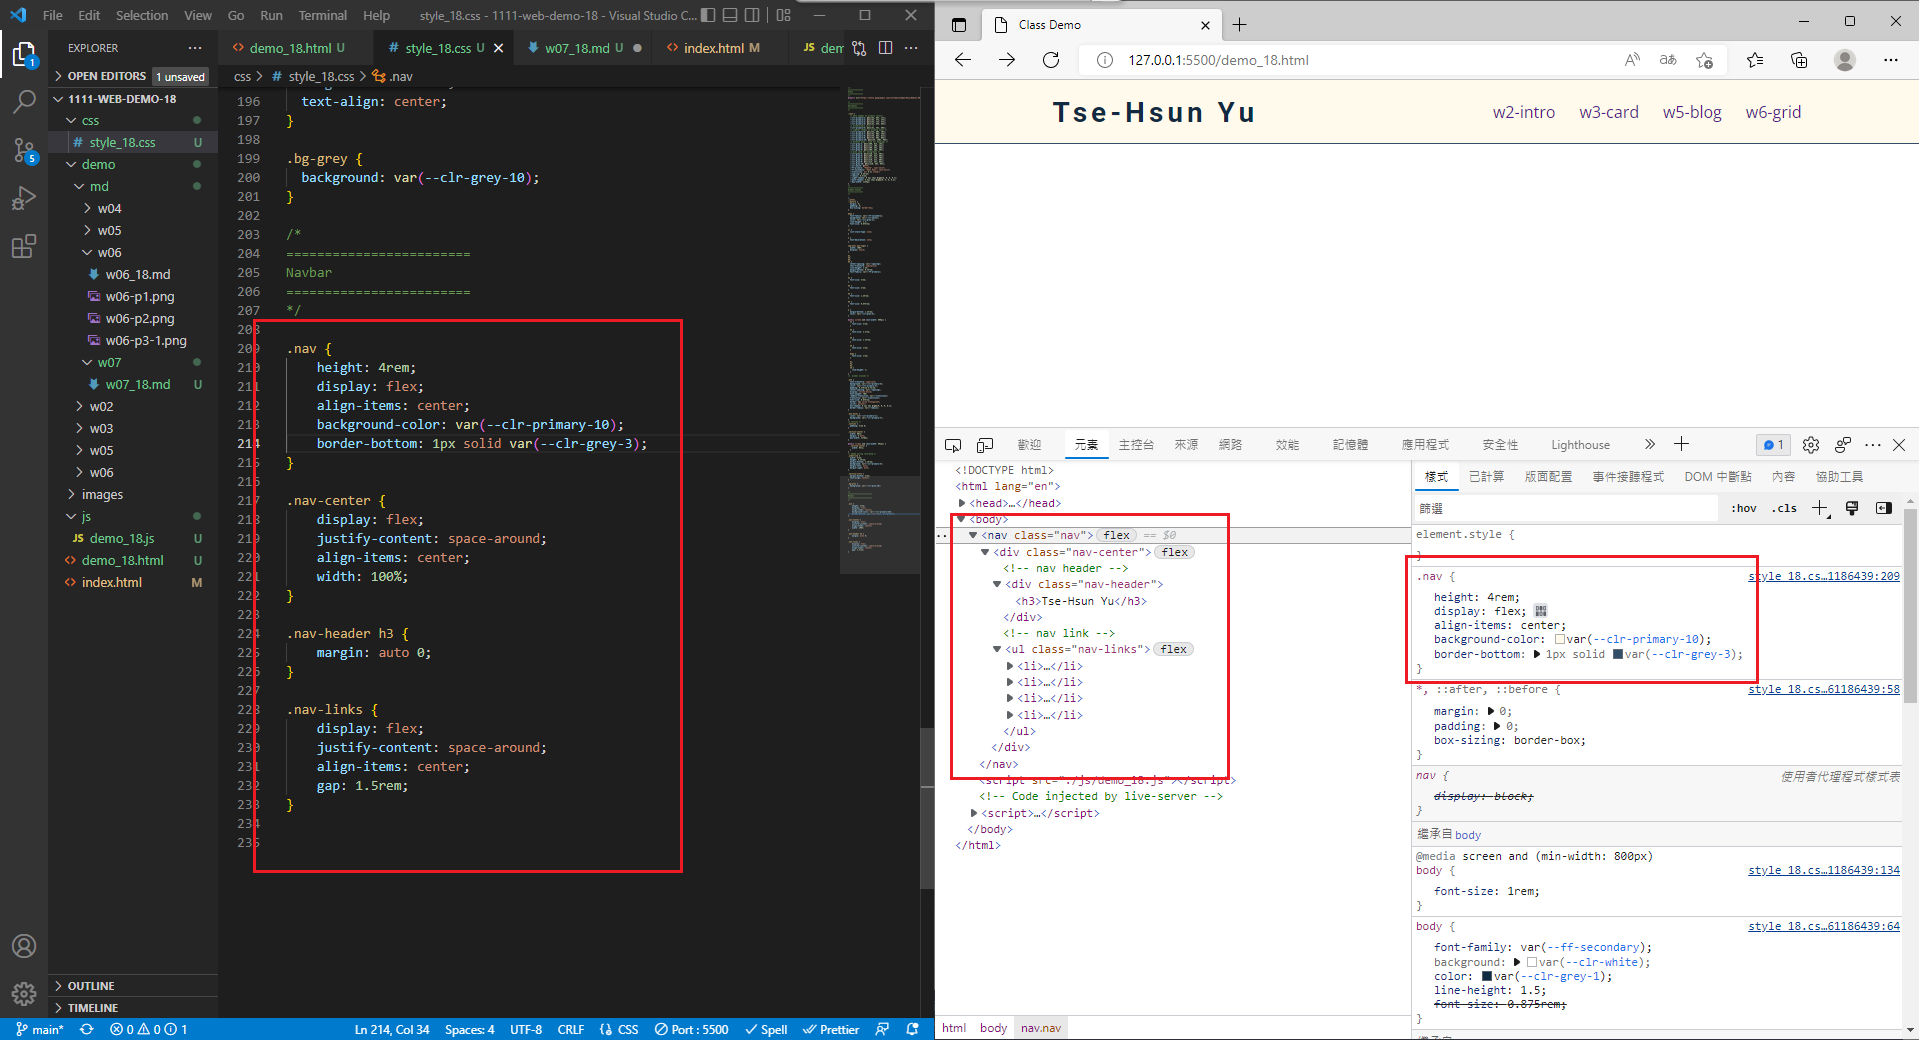 File Edit Selection View Go Run Terminal Help style_18.css - 1111-web-demo-18 - Visual Studio C...
EXPLORER
OPEN EDITORS 1 unsaved
1111-WEB-DEMO-18
css
# style_18.css U
demo
md
w04
w05
w06
w06_18.md
w06-p1.png
w06-p2.png
w06-p3-1.png
w07
w07_18.md U
w02
w03
w05
w06
images
js
JS demo_18.js U
demo_18.html U
index.html M
OUTLINE
TIMELINE
1
5
demo_18.html U
# style_18.css U
w07_18.md U
index.html M
JS dem
css > # style_18.css > .nav
196 text-align: center;
197 }
198
199 .bg-grey {
200 background: var(--clr-grey-10);
201 }
202
203 /*
204 ========================
205 Navbar
206 ========================
207 */
208
209 .nav {
210 height: 4rem;
211 display: flex;
212 align-items: center;
213 background-color: var(--clr-primary-10);
214 border-bottom: 1px solid var(--clr-grey-3);
215 }
216
217 .nav-center {
218 display: flex;
219 justify-content: space-around;
220 align-items: center;
221 width: 100%;
222 }
223
224 .nav-header h3 {
225 margin: auto 0;
226 }
227
228 .nav-links {
229 display: flex;
230 justify-content: space-around;
231 align-items: center;
232 gap: 1.5rem;
233 }
234
235
main* 0 0 1 Ln 214, Col 34 Spaces: 4 UTF-8 CRLF CSS Port : 5500 Spell Prettier
Class Demo
127.0.0.1:5500/demo_18.html
Tse-Hsun Yu w2-intro w3-card w5-blog w6-grid
歡迎 元素 主控台 來源 網路 效能 記憶體 應用程式 安全性 Lighthouse 1
<!DOCTYPE html>
<html lang="en">
<head>…</head>
<body>
<nav class="nav"> flex == $0
<div class="nav-center"> flex
<!-- nav header -->
<div class="nav-header">
<h3>Tse-Hsun Yu</h3>
</div>
<!-- nav link -->
<ul class="nav-links"> flex
<li>…</li>
<li>…</li>
<li>…</li>
<li>…</li>
</ul>
</div>
</nav>
<script src="./js/demo_18.js"></script>
<!-- Code injected by live-server -->
<script>…</script>
</body>
</html>
html body nav.nav
樣式 已計算 版面配置 事件接聽程式 DOM 中斷點 內容 協助工具
篩選 :hov .cls
element.style {
}
.nav { style_18.cs…1186439:209
height: 4rem;
display: flex;
align-items: center;
background-color: var(--clr-primary-10);
border-bottom: 1px solid var(--clr-grey-3);
}
*, ::after, ::before { style_18.cs…61186439:58
margin: 0;
padding: 0;
box-sizing: border-box;
}
nav { 使用者代理程式樣式表
display: block;
}
繼承自 body
@media screen and (min-width: 800px)
body { style_18.cs…1186439:134
font-size: 1rem;
}
body { style_18.cs…61186439:64
font-family: var(--ff-secondary);
background: var(--clr-white);
color: var(--clr-grey-1);
line-height: 1.5;
font-size: 0.875rem;
}